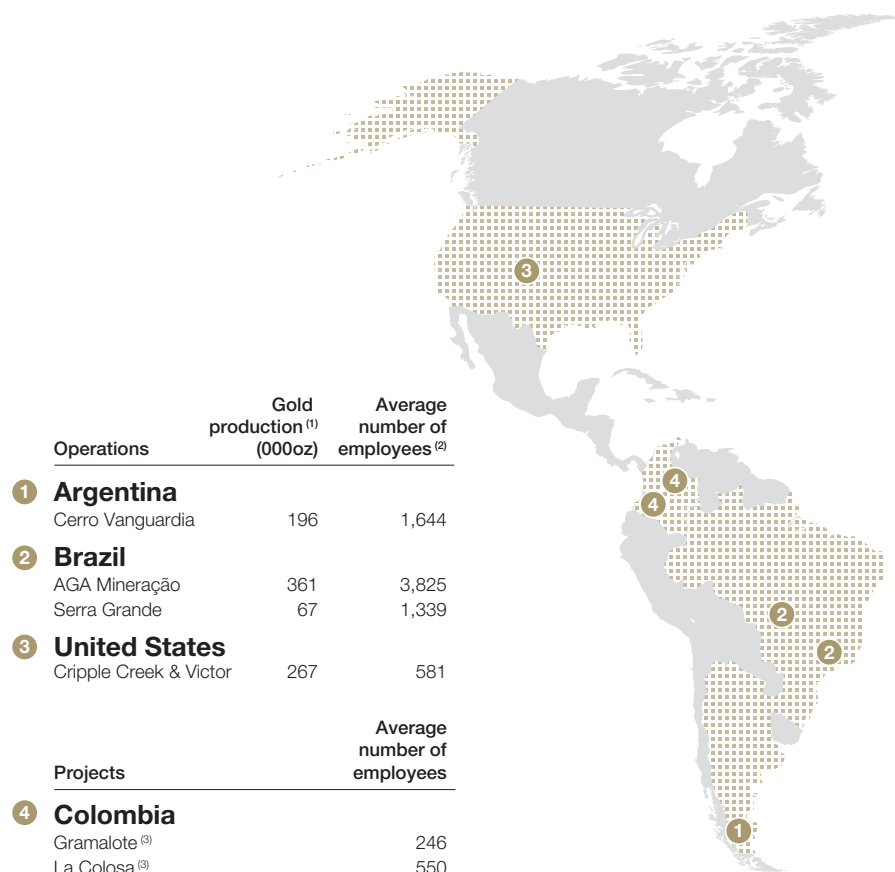 Gold Average
production (1) number of
Operations (000oz) employees (2)
1 Argentina
Cerro Vanguardia 196 1,644
2 Brazil
AGA Mineração 361 3,825
Serra Grande 67 1,339
3 United States
Cripple Creek & Victor 267 581
Average
number of
Projects employees
4 Colombia
Gramalote (3) 246
La Colosa (3) 550
3
4
4
2
2
1